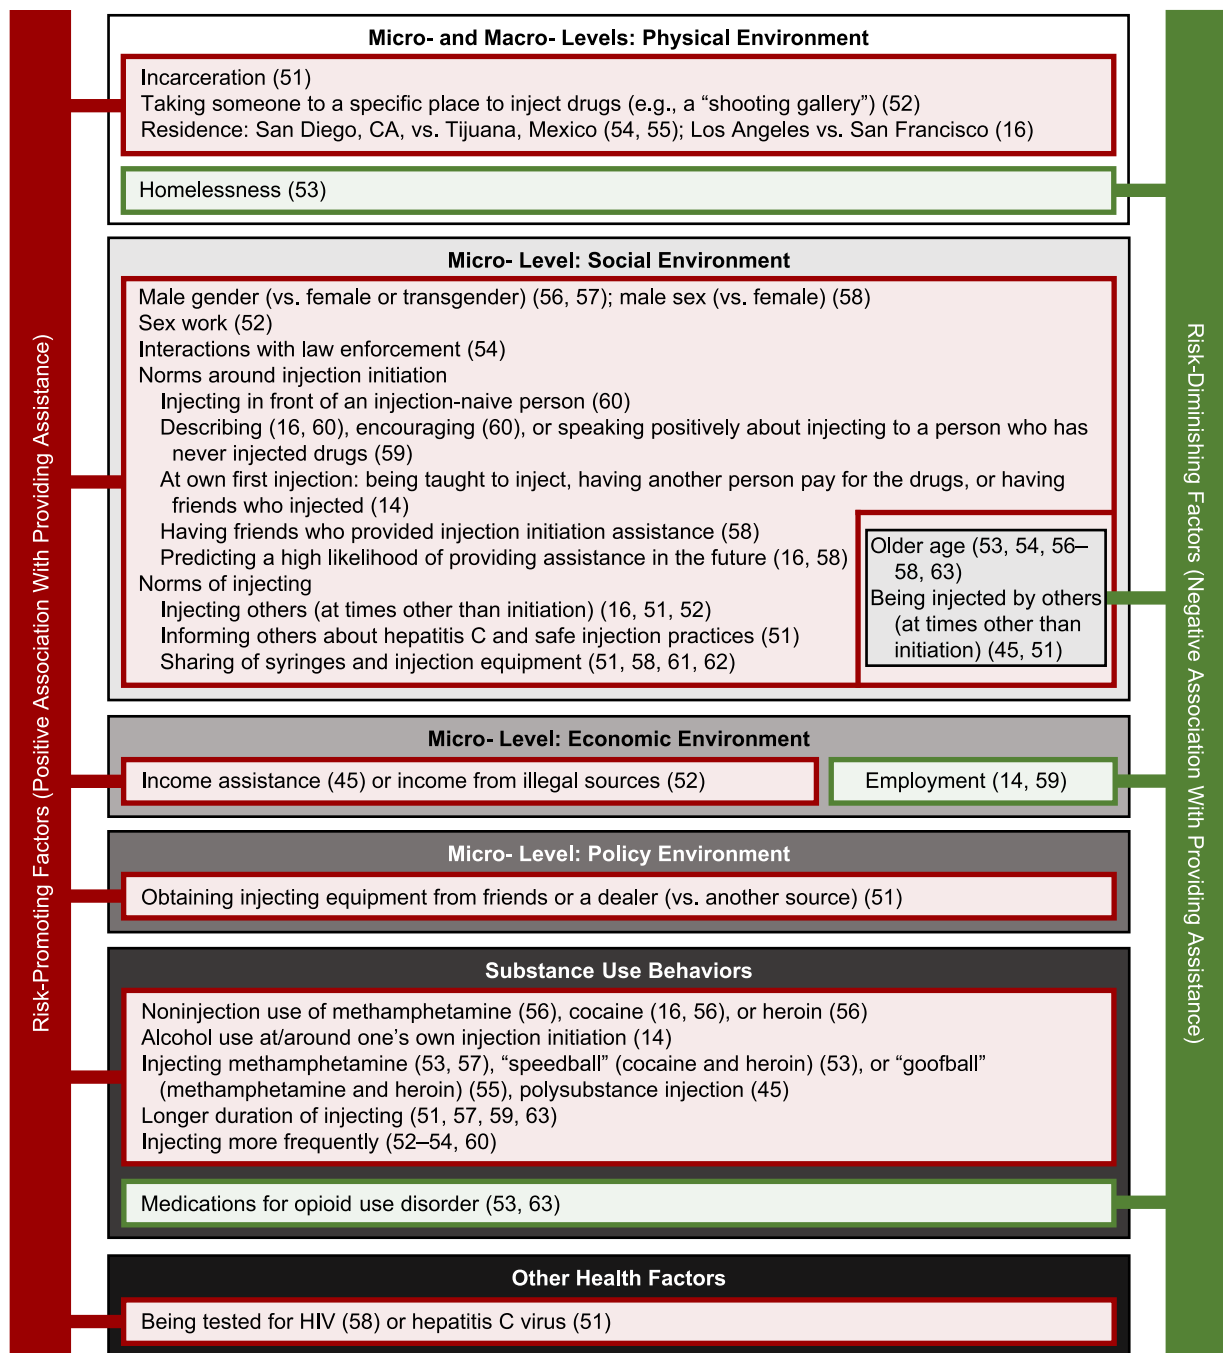 Risk-Promoting Factors (Positive Association With Providing Assistance)
Micro- and Macro- Levels: Physical Environment
Incarceration (51)
Taking someone to a specific place to inject drugs (e.g., a “shooting gallery”) (52)
Residence: San Diego, CA, vs. Tijuana, Mexico (54, 55); Los Angeles vs. San Francisco (16)
Homelessness (53)
Micro- Level: Social Environment
Male gender (vs. female or transgender) (56, 57); male sex (vs. female) (58)
Sex work (52)
Interactions with law enforcement (54)
Norms around injection initiation
Injecting in front of an injection-naive person (60)
Describing (16, 60), encouraging (60), or speaking positively about injecting to a person who has
never injected drugs (59)
At own first injection: being taught to inject, having another person pay for the drugs, or having
friends who injected (14)
Having friends who provided injection initiation assistance (58)
Predicting a high likelihood of providing assistance in the future (16, 58)
Norms of injecting
Injecting others (at times other than initiation) (16, 51, 52)
Informing others about hepatitis C and safe injection practices (51)
Sharing of syringes and injection equipment (51, 58, 61, 62)
Older age (53, 54, 56–
58, 63)
Being injected by others
(at times other than
initiation) (45, 51)
Micro- Level: Economic Environment
Income assistance (45) or income from illegal sources (52)
Employment (14, 59)
Micro- Level: Policy Environment
Obtaining injecting equipment from friends or a dealer (vs. another source) (51)
Substance Use Behaviors
Noninjection use of methamphetamine (56), cocaine (16, 56), or heroin (56)
Alcohol use at/around one’s own injection initiation (14)
Injecting methamphetamine (53, 57), “speedball” (cocaine and heroin) (53), or “goofball”
(methamphetamine and heroin) (55), polysubstance injection (45)
Longer duration of injecting (51, 57, 59, 63)
Injecting more frequently (52–54, 60)
Medications for opioid use disorder (53, 63)
Other Health Factors
Being tested for HIV (58) or hepatitis C virus (51)
Risk-Diminishing Factors (Negative Association With Providing Assistance)